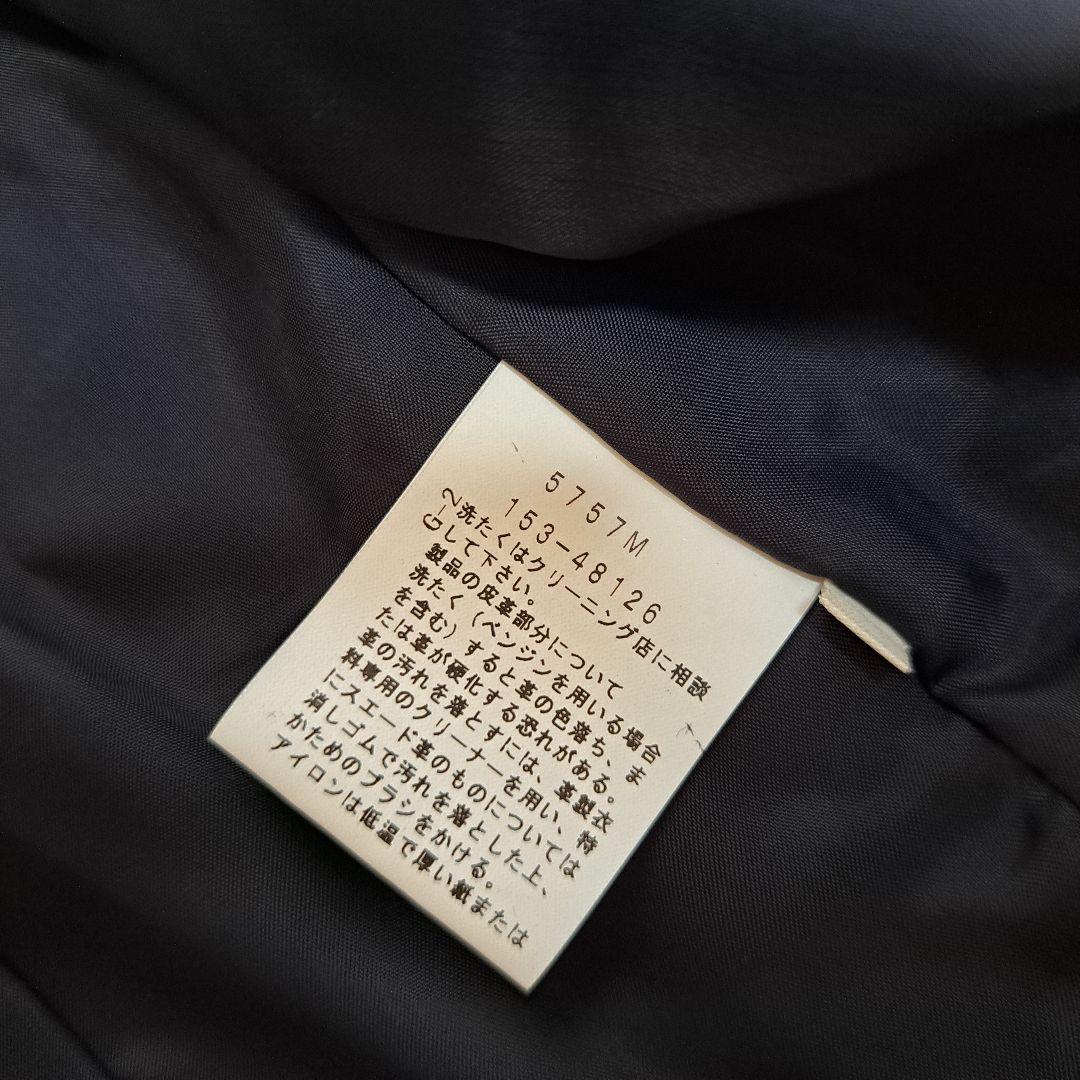 5757M
153-48126
G-2
洗たくはクリーニング店に相談
して下さい。
製品の皮革部分について
洗たく（ベンジンを用いる場合
を含む）すると革の色落ち、ま
たは革が硬化する恐れがある。
革の汚れを落とすには、革製衣
料専用のクリーナーを用い、特
にスエード革のものについては
消しゴムで汚れを落とした上、
かためのブラシをかける。
アイロンは低温で厚い紙または